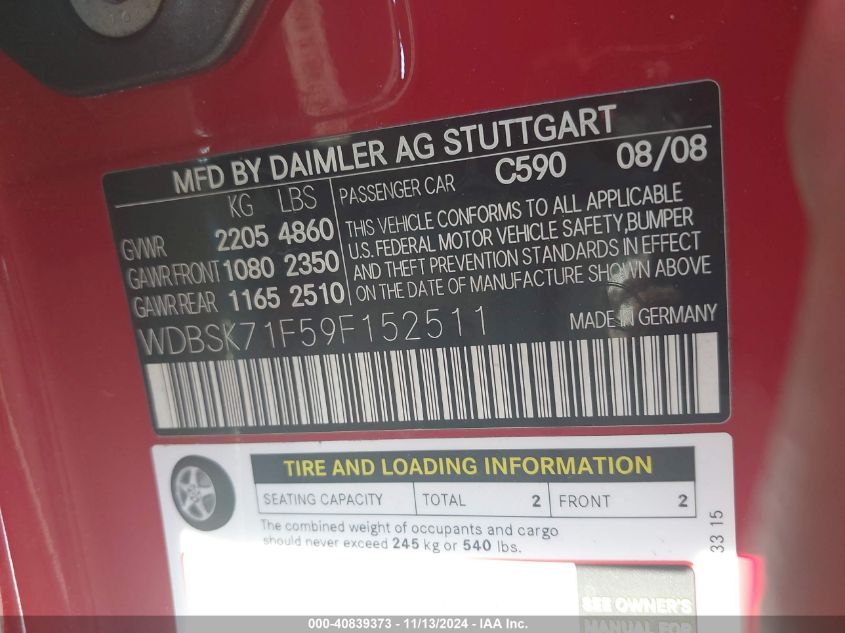 MFD BY DAIMLER AG STUTTGART
KG LBS
GVWR 2205 4860
GAWR FRONT 1080 2350
GAWR REAR 1165 2510
PASSENGER CAR C590 08/08
THIS VEHICLE CONFORMS TO ALL APPLICABLE
U.S. FEDERAL MOTOR VEHICLE SAFETY, BUMPER
AND THEFT PREVENTION STANDARDS IN EFFECT
ON THE DATE OF MANUFACTURE SHOWN ABOVE
WDBSK71F59F152511 MADE IN GERMANY
TIRE AND LOADING INFORMATION
SEATING CAPACITY TOTAL 2 FRONT 2
The combined weight of occupants and cargo
should never exceed 245 kg or 540 lbs.
33 15
SEE OWNER'S
MANUAL FOR
000-40839373 - 11/13/2024 - IAA Inc.